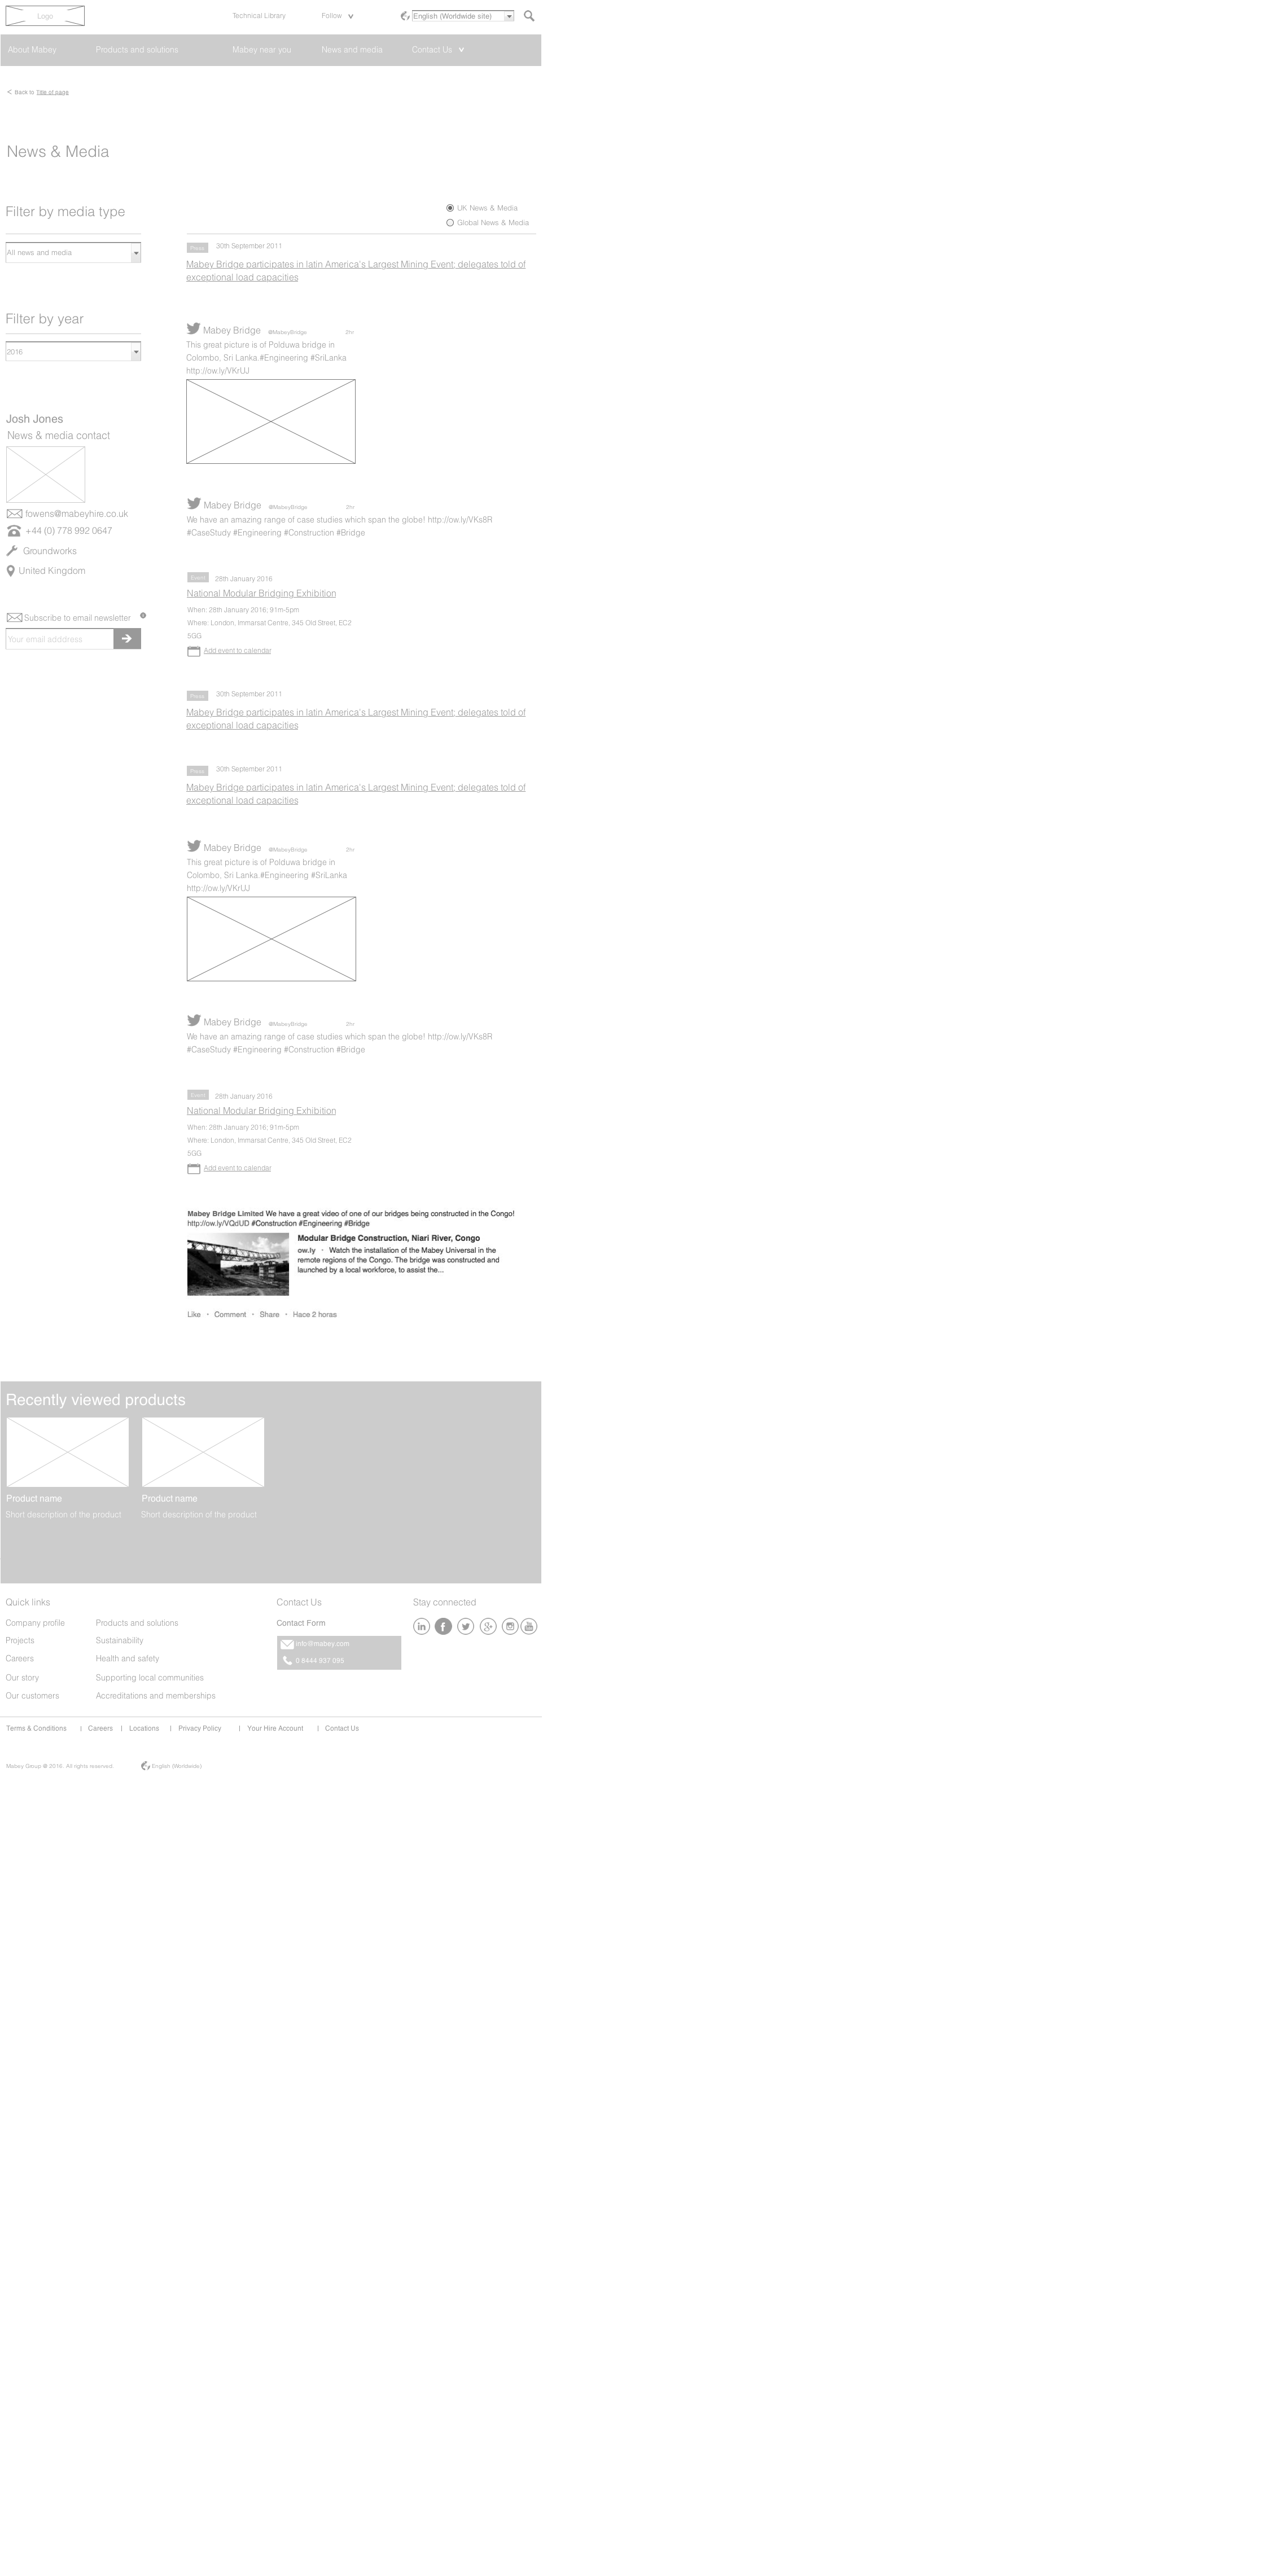 Logo
Technical Library
Follow
English (Worldwide site)
About Mabey
Products and solutions
Mabey near you
News and media
Contact Us
< Back to Title of page
News & Media
Filter by media type
UK News & Media
Global News & Media
All news and media
Filter by year
2016
Josh Jones
News & media contact
fowens@mabeyhire.co.uk
+44 (0) 778 992 0647
Groundworks
United Kingdom
Subscribe to email newsletter
Your email adddress
30th September 2011
Mabey Bridge participates in latin America's Largest Mining Event; delegates told of
exceptional load capacities
Mabey Bridge @MabeyBridge 2hr
This great picture is of Polduwa bridge in
Colombo, Sri Lanka.#Engineering #SriLanka
http://ow.ly/VKrUJ
Mabey Bridge @MabeyBridge 2hr
We have an amazing range of case studies which span the globe! http://ow.ly/VKs8R
#CaseStudy #Engineering #Construction #Bridge
Event 28th January 2016
National Modular Bridging Exhibition
When: 28th January 2016; 91m-5pm
Where: London, Immarsat Centre, 345 Old Street, EC2
5GG
Add event to calendar
30th September 2011
Mabey Bridge participates in latin America's Largest Mining Event; delegates told of
exceptional load capacities
30th September 2011
Mabey Bridge participates in latin America's Largest Mining Event; delegates told of
exceptional load capacities
Mabey Bridge @MabeyBridge 2hr
This great picture is of Polduwa bridge in
Colombo, Sri Lanka.#Engineering #SriLanka
http://ow.ly/VKrUJ
Mabey Bridge @MabeyBridge 2hr
We have an amazing range of case studies which span the globe! http://ow.ly/VKs8R
#CaseStudy #Engineering #Construction #Bridge
Event 28th January 2016
National Modular Bridging Exhibition
When: 28th January 2016; 91m-5pm
Where: London, Immarsat Centre, 345 Old Street, EC2
5GG
Add event to calendar
Mabey Bridge Limited We have a great video of one of our bridges being constructed in the Congo!
http://ow.ly/VQdUD #Construction #Engineering #Bridge
Modular Bridge Construction, Niari River, Congo
ow.ly • Watch the installation of the Mabey Universal in the
remote regions of the Congo. The bridge was constructed and
launched by a local workforce, to assist the...
Like • Comment • Share • Hace 2 horas
Recently viewed products
Product name
Short description of the product
Product name
Short description of the product
Quick links
Company profile
Projects
Careers
Our story
Our customers
Products and solutions
Sustainability
Health and safety
Supporting local communities
Accreditations and memberships
Contact Us
Contact Form
info@mabey.com
0 8444 937 095
Stay connected
Terms & Conditions | Careers | Locations | Privacy Policy | Your Hire Account | Contact Us
Mabey Group @ 2016. All rights reserved.
English (Worldwide)